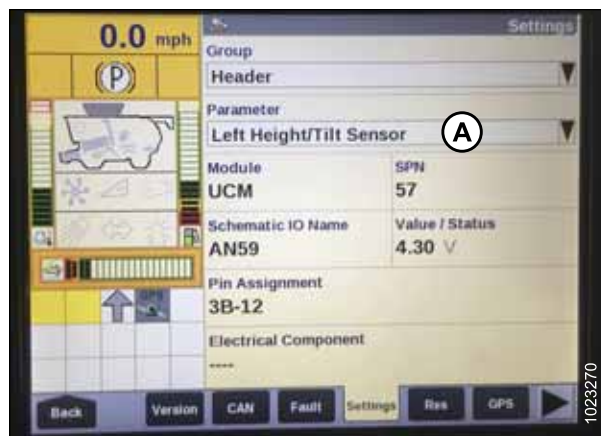 0.0 mph
Settings
(P)
Group
Header
Parameter
Left Height/Tilt Sensor
A
Module
SPN
UCM
57
Schematic IO Name
Value / Status
AN59
4.30 V
Pin Assignment
3B-12
Electrical Component
----
Back
Version
CAN
Fault
Settings
Res
GPS
1023270